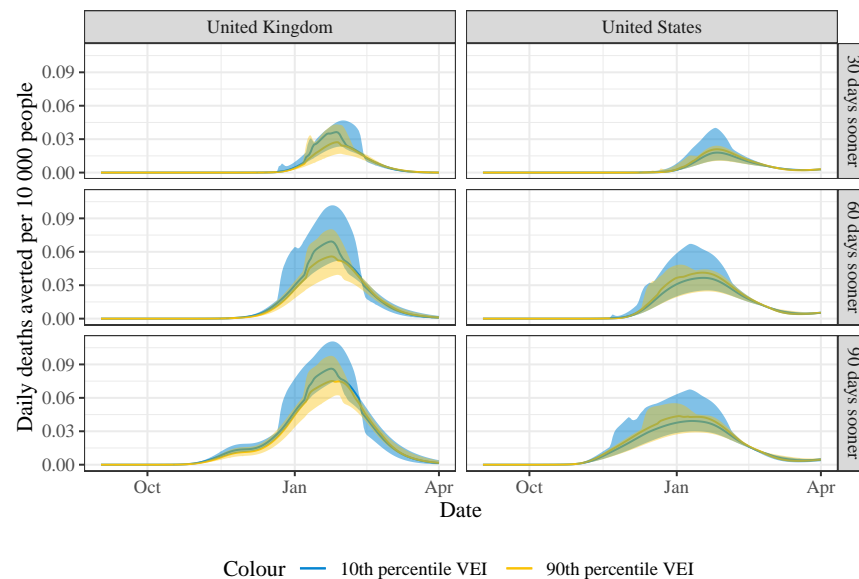 United Kingdom
United States
0.09
0.06
0.03
0.00
30 days sooner
0.09
0.06
0.03
0.00
60 days sooner
0.09
0.06
0.03
0.00
90 days sooner
Daily deaths averted per 10 000 people
Oct
Jan
Apr
Oct
Jan
Apr
Date
Colour
10th percentile VEI
90th percentile VEI